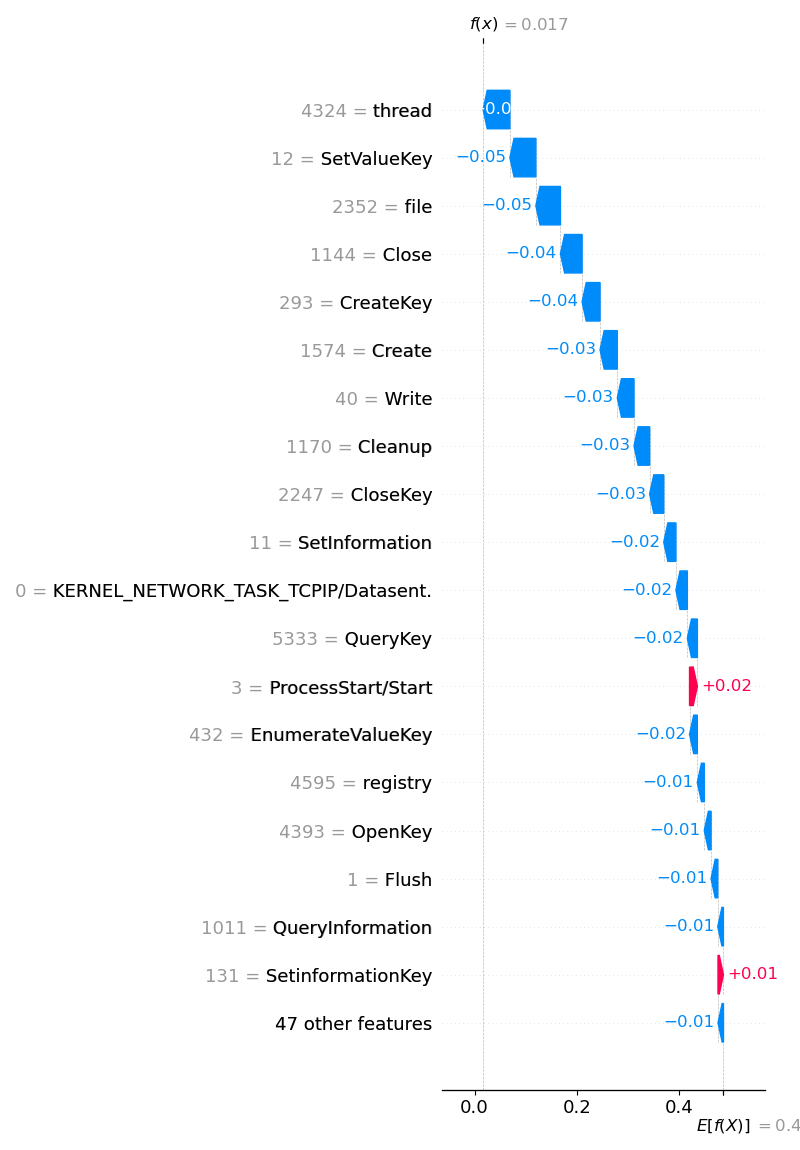 f(x) = 0.017
4324 = thread
−0.0
12 = SetValueKey
−0.05
2352 = file
−0.05
1144 = Close
−0.04
293 = CreateKey
−0.04
1574 = Create
−0.03
40 = Write
−0.03
1170 = Cleanup
−0.03
2247 = CloseKey
−0.03
11 = SetInformation
−0.02
0 = KERNEL_NETWORK_TASK_TCPIP/Datasent.
−0.02
5333 = QueryKey
−0.02
3 = ProcessStart/Start
+0.02
432 = EnumerateValueKey
−0.02
4595 = registry
−0.01
4393 = OpenKey
−0.01
1 = Flush
−0.01
1011 = QueryInformation
−0.01
131 = SetinformationKey
+0.01
47 other features
−0.01
0.0 0.2 0.4
E[f(X)] = 0.4